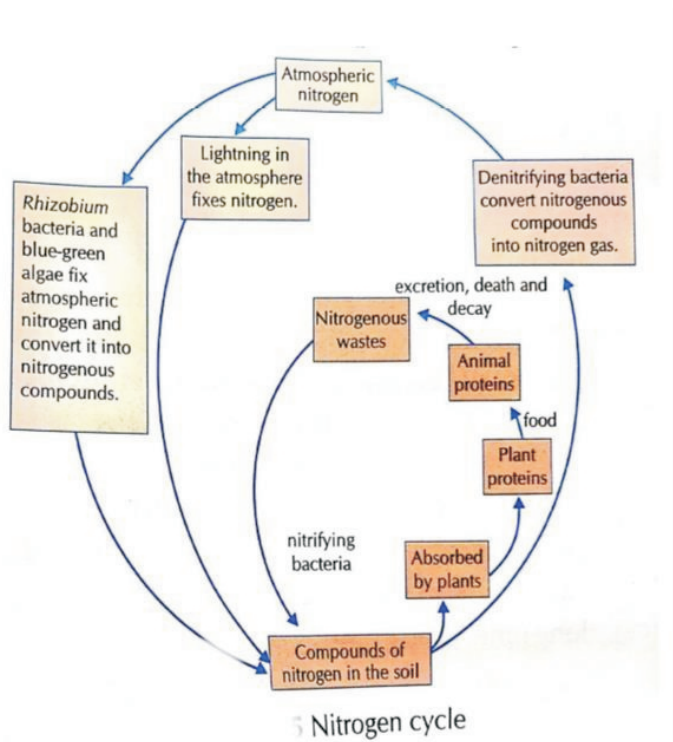 Atmospheric
nitrogen
Lightning in
the atmosphere
fixes nitrogen.
Rhizobium
bacteria and
blue-green
algae fix
atmospheric
nitrogen and
convert it into
nitrogenous
compounds.
Denitrifying bacteria
convert nitrogenous
compounds
into nitrogen gas.
excretion, death and
decay
Nitrogenous
wastes
Animal
proteins
food
Plant
proteins
nitrifying
bacteria
Absorbed
by plants
Compounds of
nitrogen in the soil
5 Nitrogen cycle